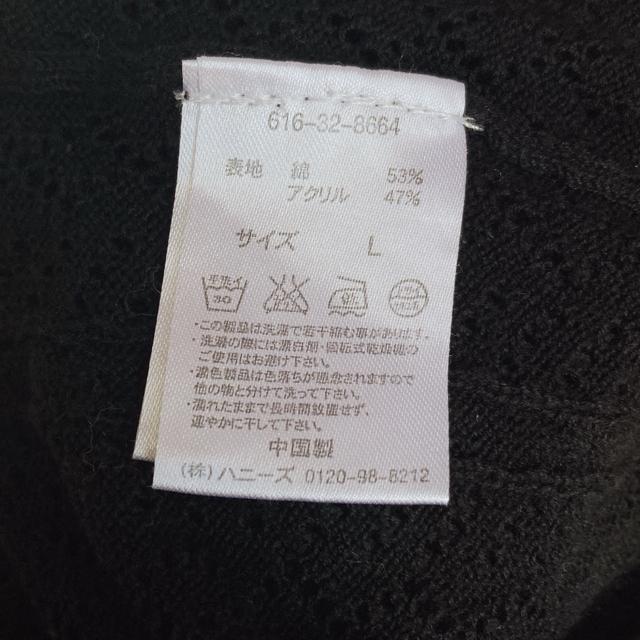 616-32-8664
表地 綿 53%
アクリル 47%
サイズ L
手洗イ
30
・この製品は洗濯で若干縮む事があります。
・洗濯の際には漂白剤・回転式乾燥機の
ご使用はお避け下さい。
・濃色製品は色落ちが懸念されますので
他の物と分けて洗って下さい。
・濡れたままで長時間放置せず、
速やかに干して下さい。
中国製
(株)ハニーズ 0120-98-8212